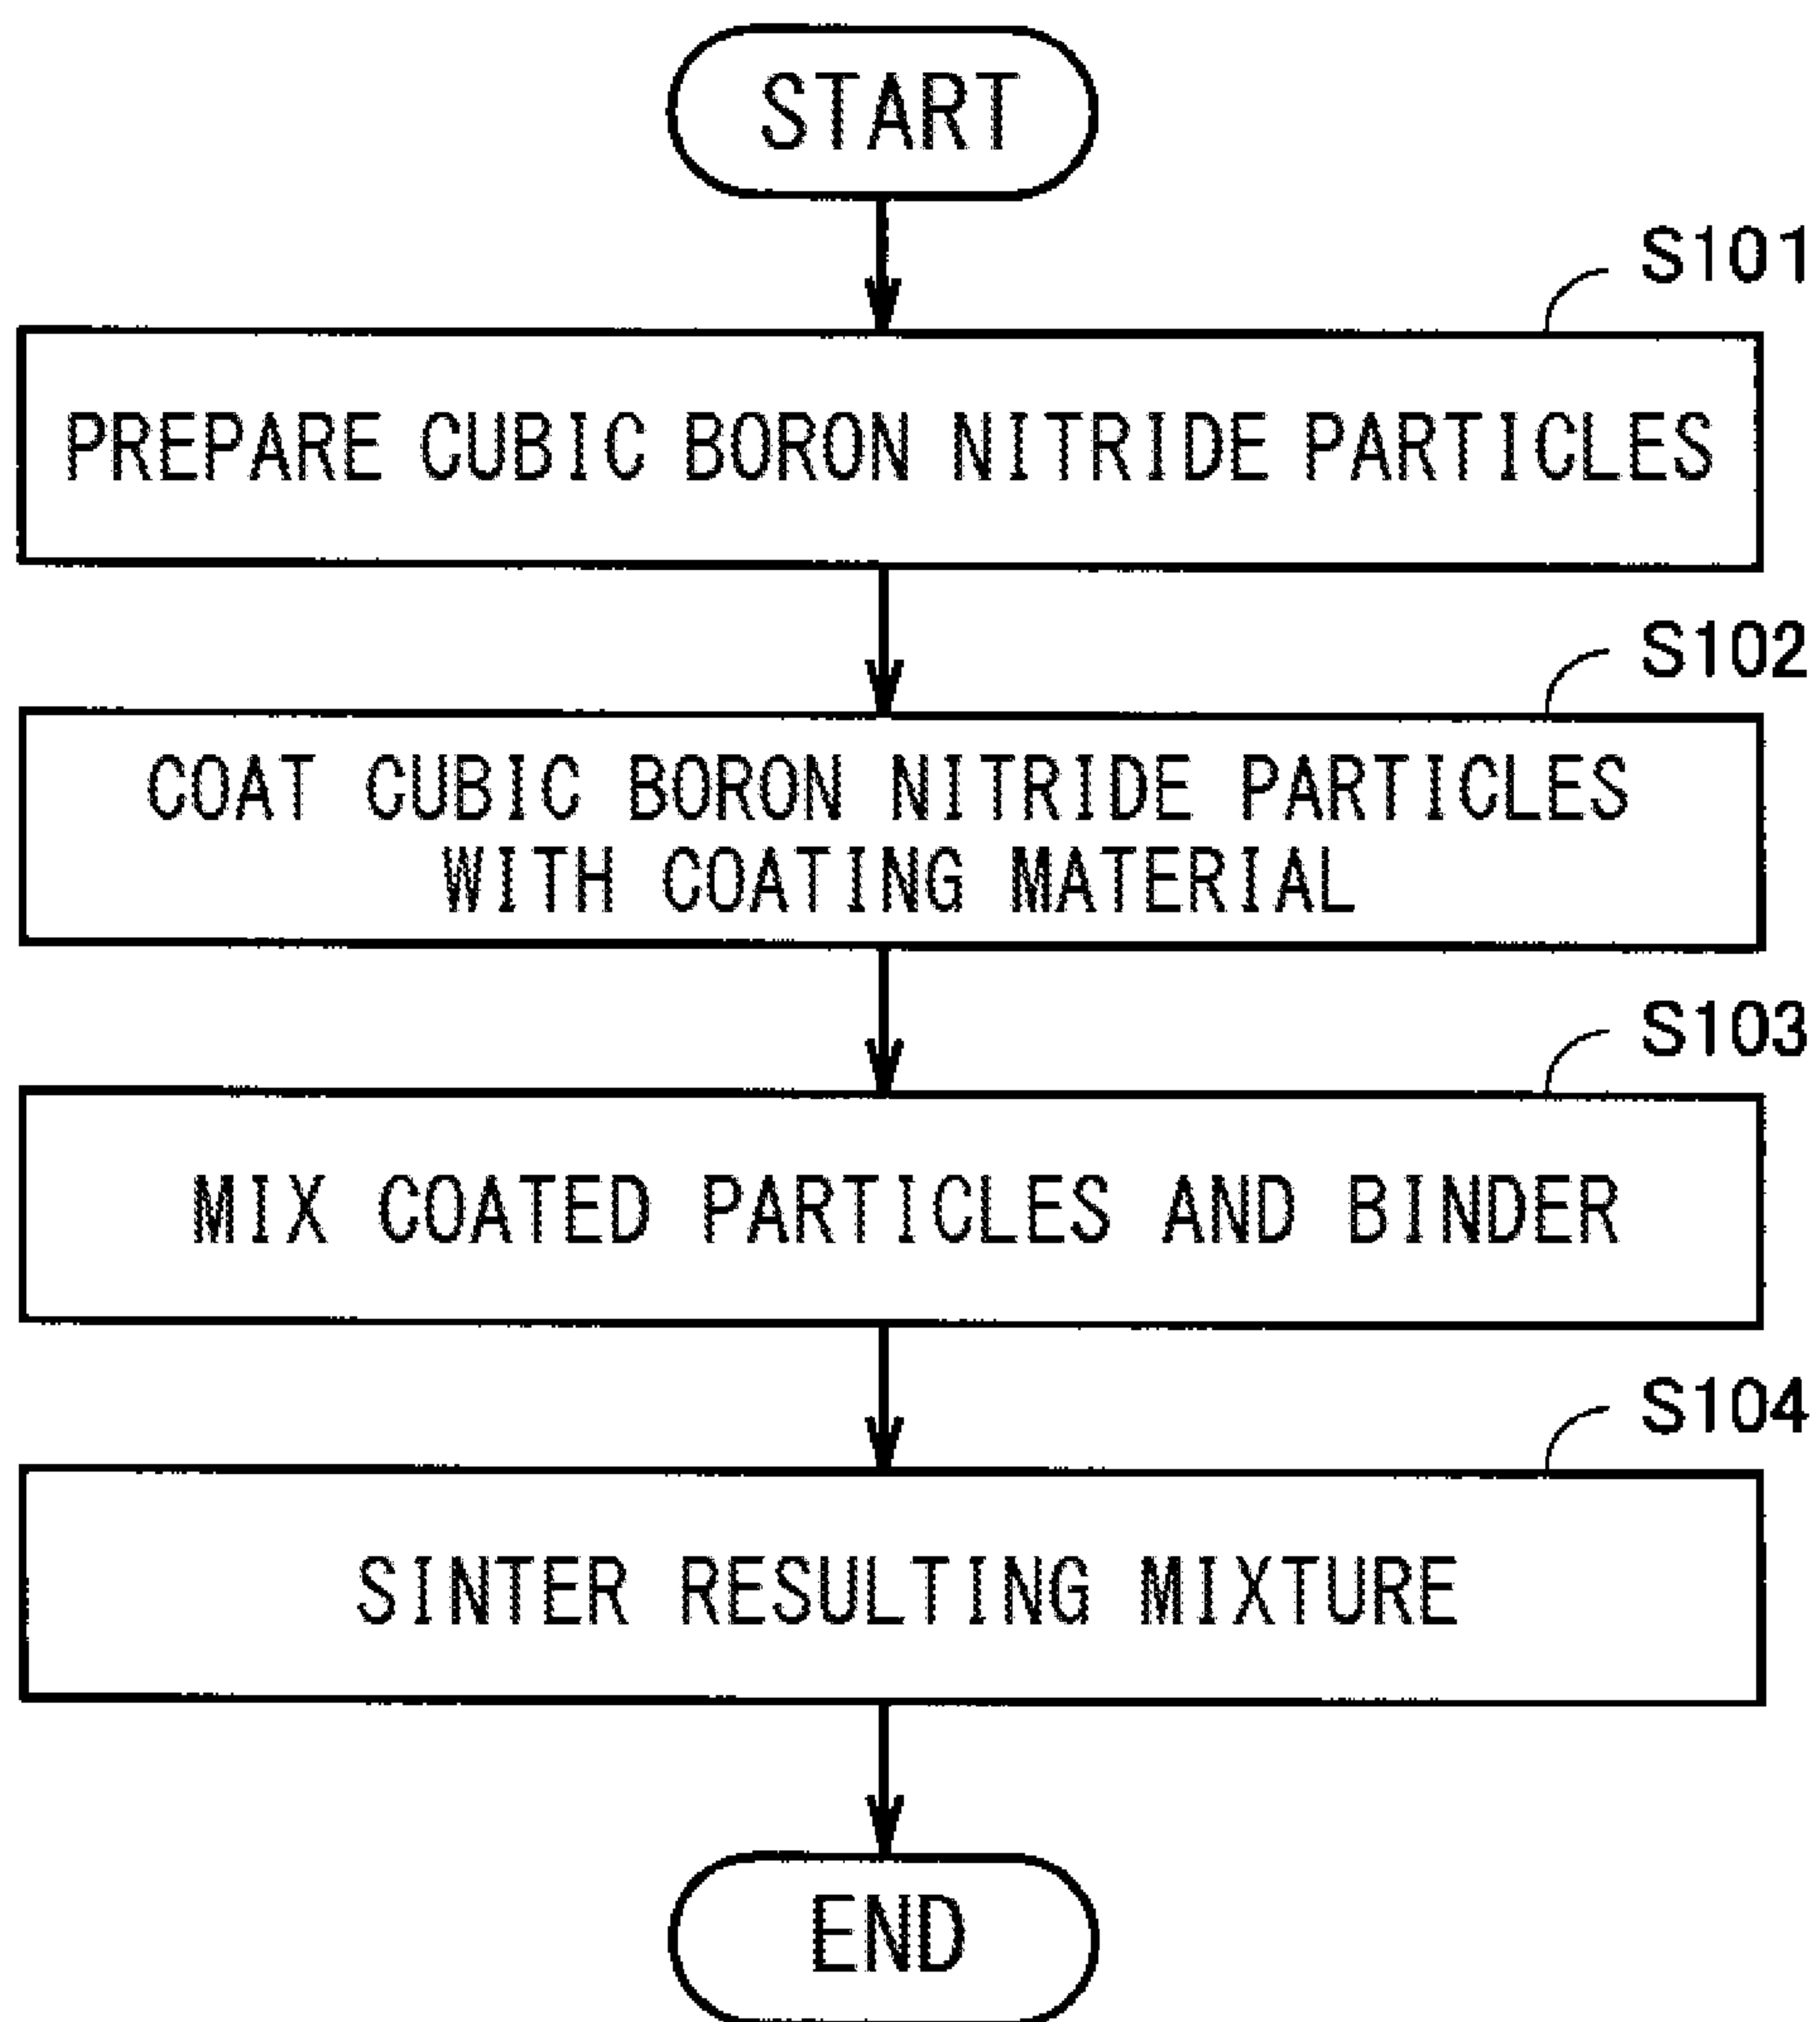 START
S101
PREPARE CUBIC BORON NITRIDE PARTICLES
S102
COAT CUBIC BORON NITRIDE PARTICLES
WITH COATING MATERIAL
S103
MIX COATED PARTICLES AND BINDER
S104
SINTER RESULTING MIXTURE
END